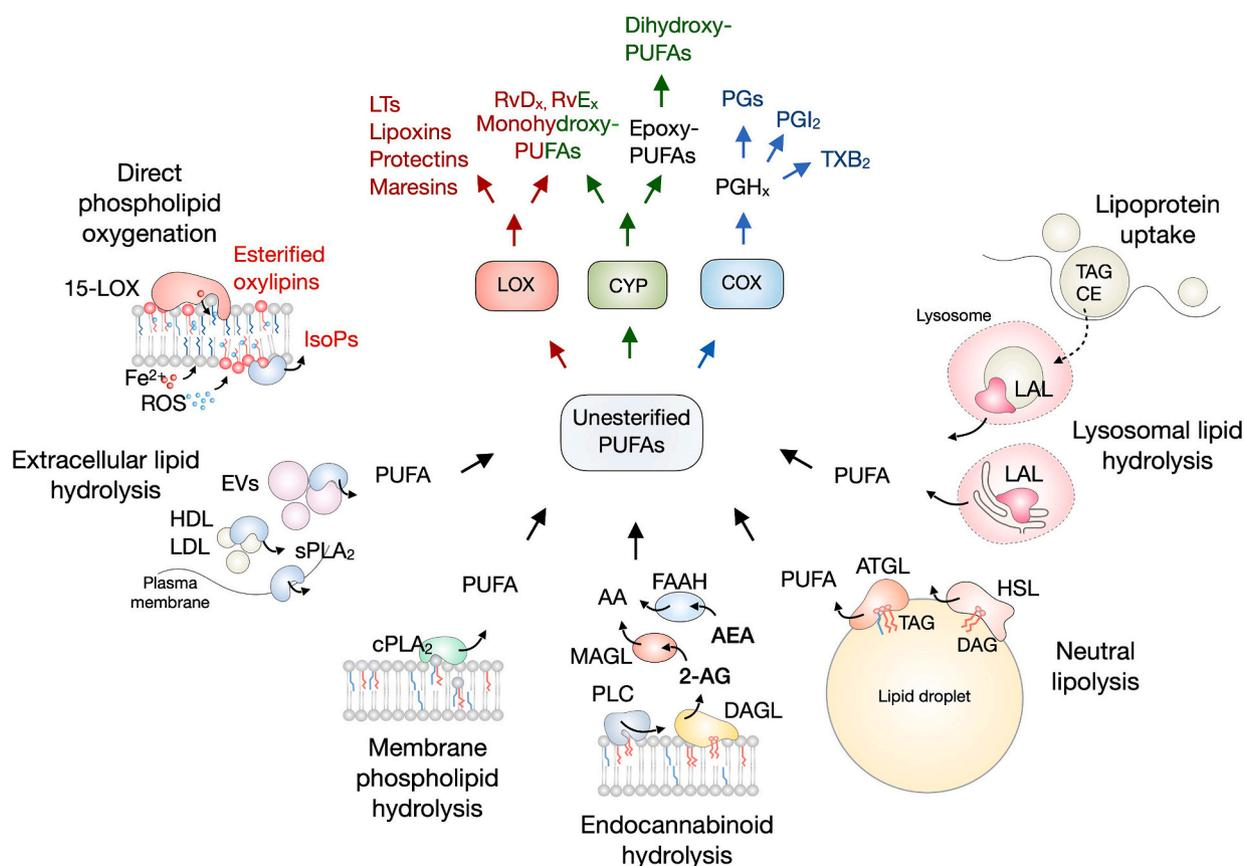 Dihydroxy-
PUFAs
LTs
Lipoxins
Protectins
Maresins
RvDₓ, RvEₓ
Monohydroxy-
PUFAs
Epoxy-
PUFAs
PGs
PGI₂
TXB₂
PGHₓ
LOX
CYP
COX
Unesterified
PUFAs
Direct
phospholipid
oxygenation
15-LOX
Esterified
oxylipins
IsoPs
Fe²⁺
ROS
Extracellular lipid
hydrolysis
EVs
PUFA
HDL
LDL
sPLA₂
Plasma
membrane
PUFA
cPLA₂
Membrane
phospholipid
hydrolysis
AA
FAAH
AEA
MAGL
2-AG
PLC
DAGL
Endocannabinoid
hydrolysis
Lipoprotein
uptake
TAG
CE
Lysosome
LAL
Lysosomal lipid
hydrolysis
LAL
PUFA
PUFA
ATGL
TAG
HSL
DAG
Lipid droplet
Neutral
lipolysis